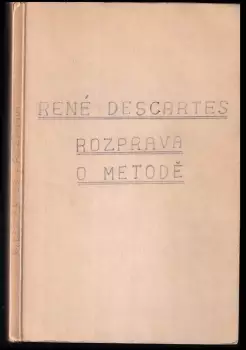 RENÉ DESCARTES
ROZPRAVA
O METODĚ